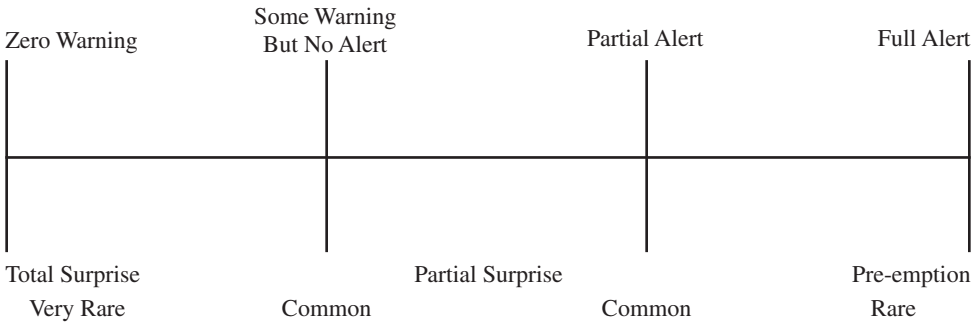 Zero Warning
Some Warning
But No Alert
Partial Alert
Full Alert
Total Surprise
Partial Surprise
Pre-emption
Very Rare
Common
Common
Rare